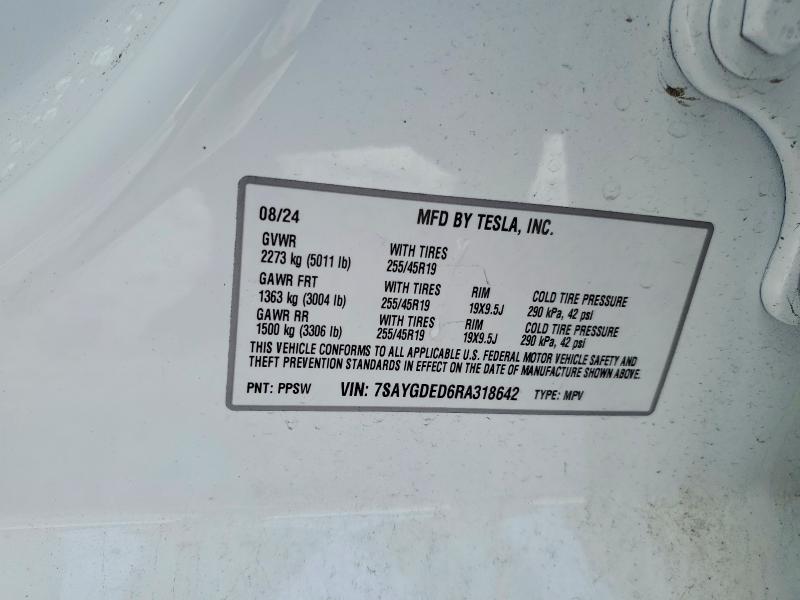 08/24 MFD BY TESLA, INC.
GVWR
2273 kg (5011 lb) WITH TIRES 255/45R19
GAWR FRT
1363 kg (3004 lb) WITH TIRES 255/45R19 RIM 19X9.5J COLD TIRE PRESSURE 290 kPa, 42 psi
GAWR RR
1500 kg (3306 lb) WITH TIRES 255/45R19 RIM 19X9.5J COLD TIRE PRESSURE 290 kPa, 42 psi
THIS VEHICLE CONFORMS TO ALL APPLICABLE U.S. FEDERAL MOTOR VEHICLE SAFETY AND
THEFT PREVENTION STANDARDS IN EFFECT ON THE DATE OF MANUFACTURE SHOWN ABOVE.
PNT: PPSW VIN: 7SAYGDED6RA318642 TYPE: MPV